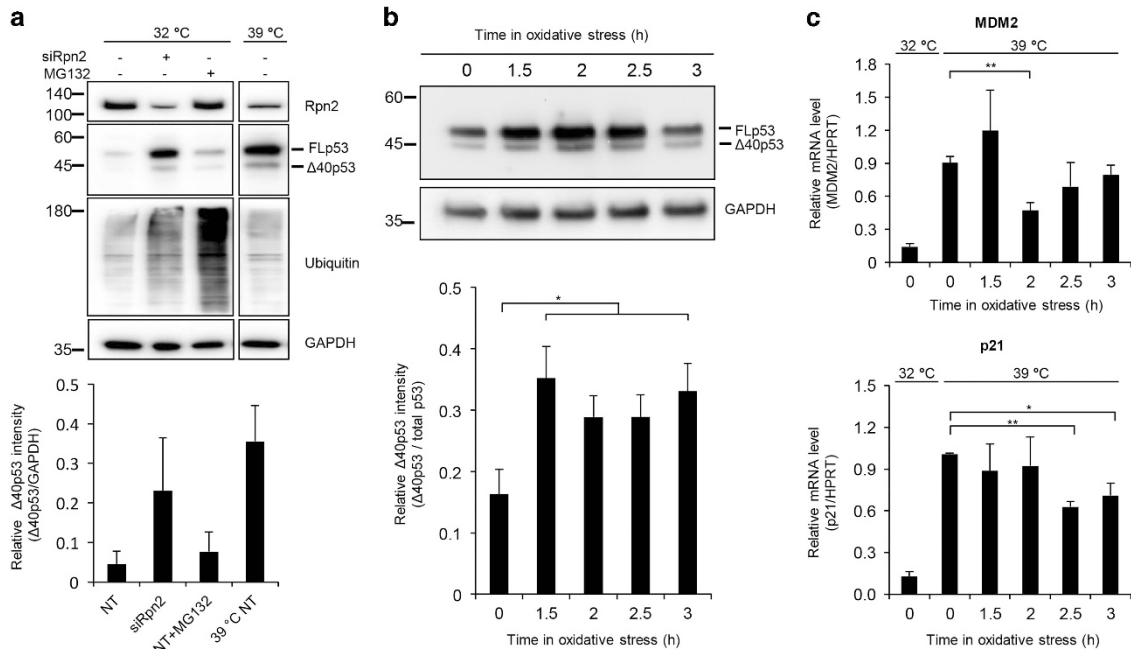 a
32 °C
39 °C
siRpn2 - + - -
MG132 - - + -
140
100
Rpn2
60
45
FLp53
Δ40p53
180
Ubiquitin
35
GAPDH
Relative Δ40p53 intensity
(Δ40p53/GAPDH)
0.5
0.4
0.3
0.2
0.1
0
NT
siRpn2
NT+MG132
39 °C NT
b
Time in oxidative stress (h)
0 1.5 2 2.5 3
60
45
FLp53
Δ40p53
35
GAPDH
Relative Δ40p53 intensity
(Δ40p53 / total p53)
0.5
0.4
0.3
0.2
0.1
0
*
0 1.5 2 2.5 3
Time in oxidative stress (h)
c
MDM2
32 °C
39 °C
Relative mRNA level
(MDM2/HPRT)
1.8
1.5
1.2
0.9
0.6
0.3
0
**
0 0 1.5 2 2.5 3
Time in oxidative stress (h)
p21
32 °C
39 °C
Relative mRNA level
(p21/HPRT)
1.5
1.2
0.9
0.6
0.3
0.0
*
**
0 0 1.5 2 2.5 3
Time in oxidative stress (h)